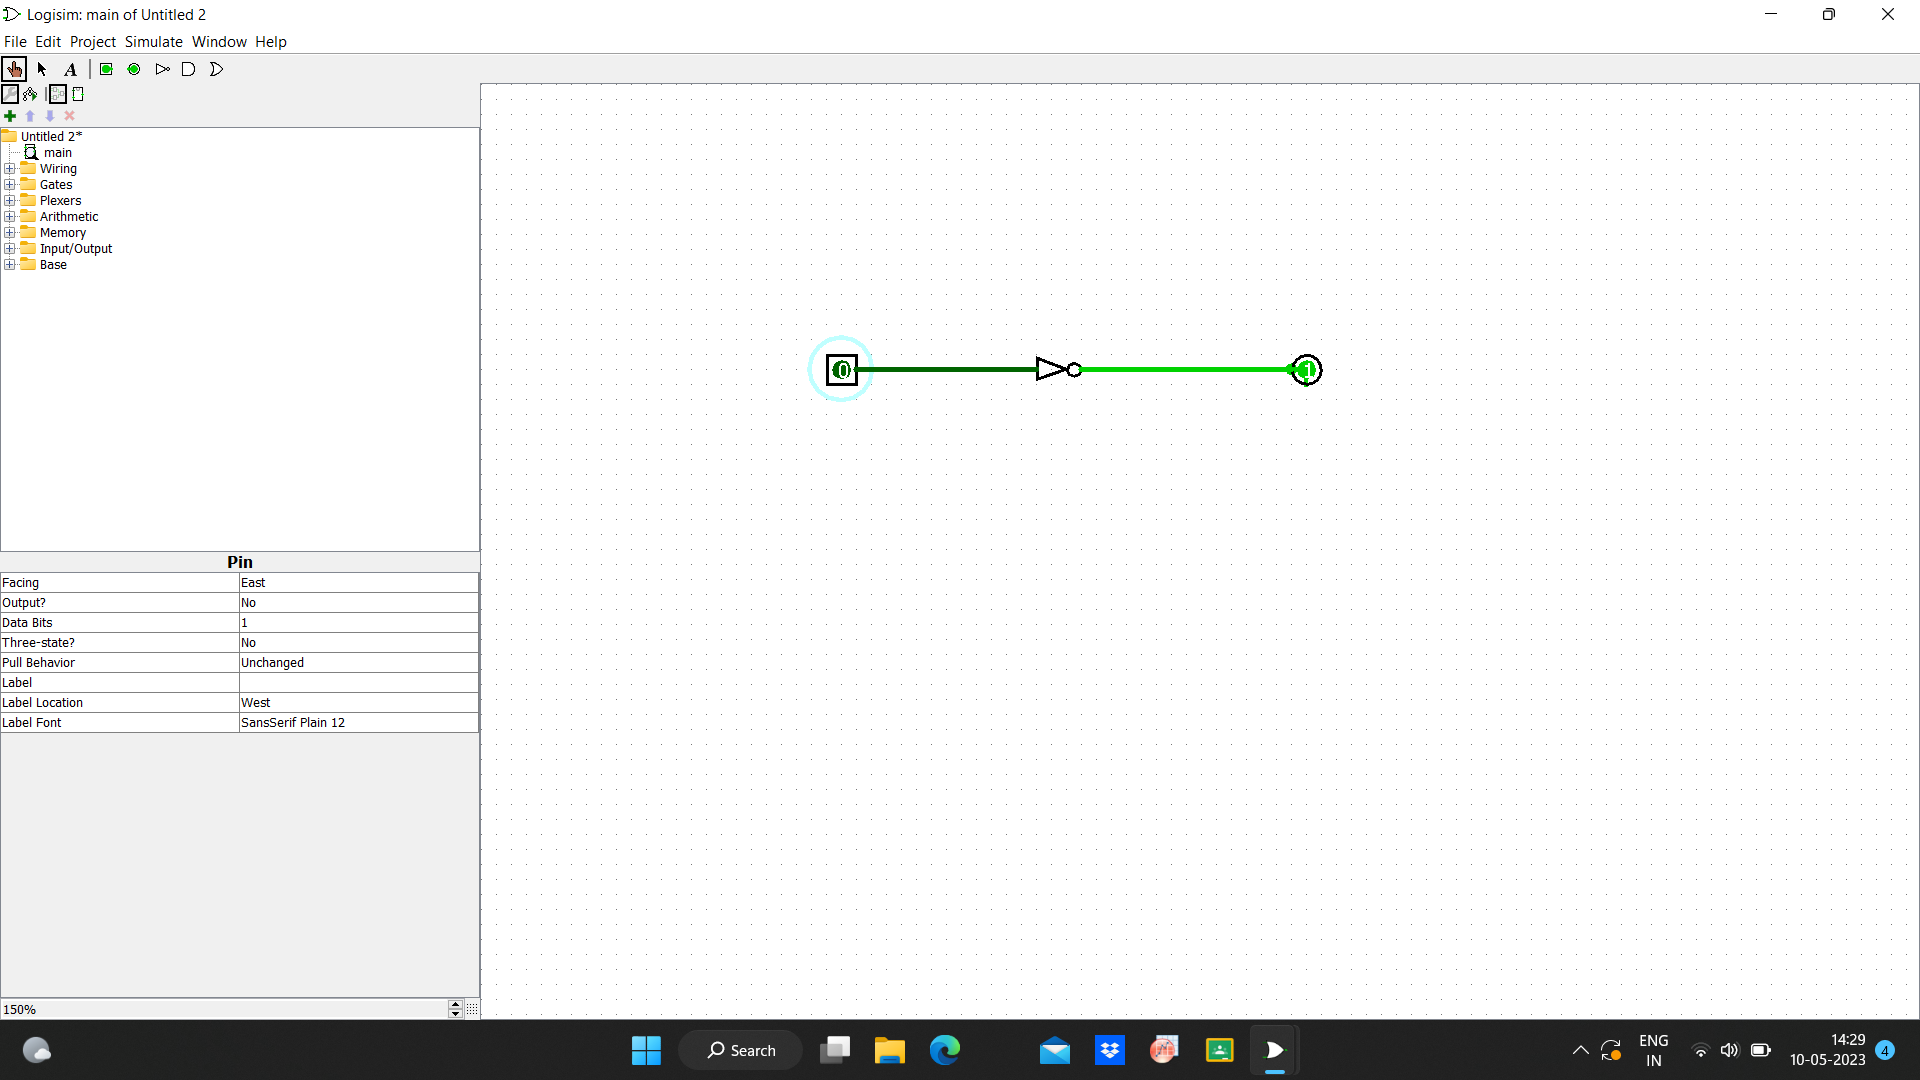 Logisim: main of Untitled 2
File Edit Project Simulate Window Help
A
Untitled 2*
main
Wiring
Gates
Plexers
Arithmetic
Memory
Input/Output
Base
0
1
Pin
Facing East
Output? No
Data Bits 1
Three-state? No
Pull Behavior Unchanged
Label
Label Location West
Label Font SansSerif Plain 12
150%
Search
ENG
IN
14:29
10-05-2023
4